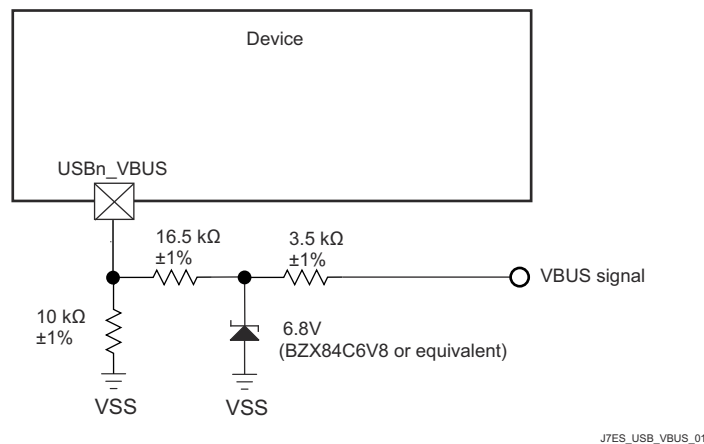 Device
USBn_VBUS
16.5 kΩ
±1%
3.5 kΩ
±1%
VBUS signal
10 kΩ
±1%
6.8V
(BZX84C6V8 or equivalent)
VSS
VSS
J7ES_USB_VBUS_01